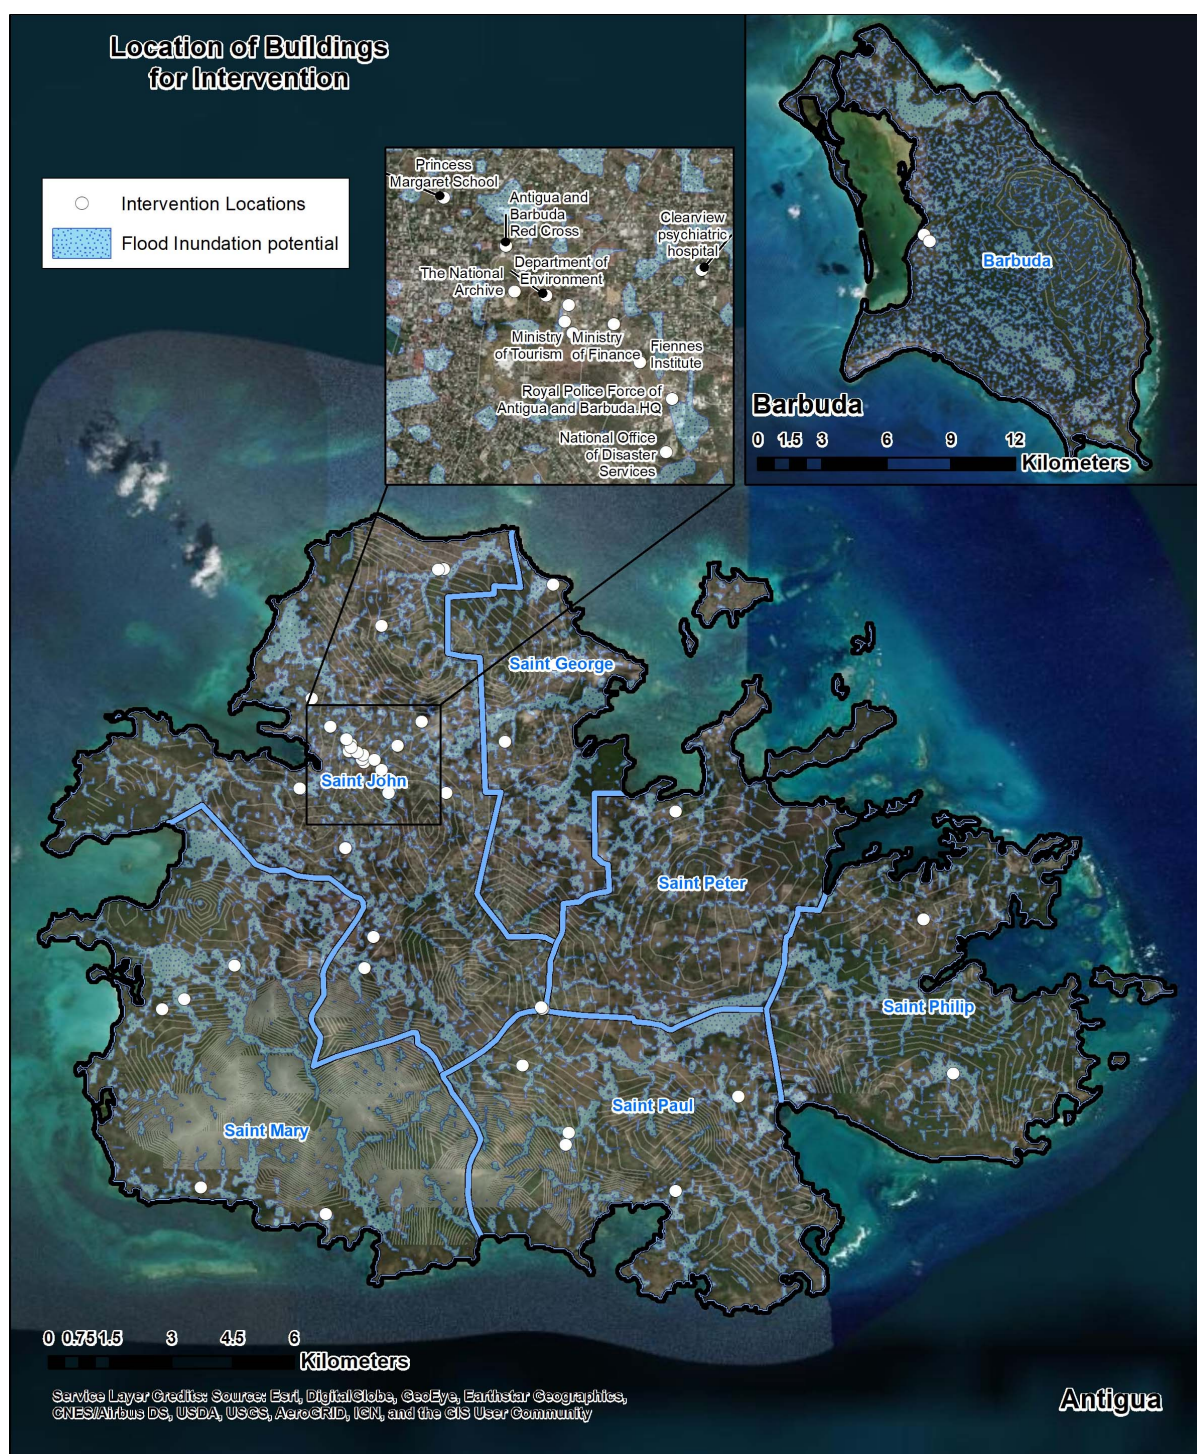 Location of Buildings
for Intervention
Intervention Locations
Flood Inundation potential
Princess
Margaret School
Antigua and
Barbuda
Red Cross
Clearview
psychiatric
hospital
The National
Archive
Department of
Environment
Ministry
of Tourism
Ministry
of Finance
Fiennes
Institute
Royal Police Force of
Antigua and Barbuda HQ
National Office
of Disaster
Services
Barbuda
Barbuda
0 1.5 3 6 9 12
Kilometers
Saint George
Saint John
Saint Peter
Saint Philip
Saint Paul
Saint Mary
0 0.75 1.5 3 4.5 6
Kilometers
Service Layer Credits: Source: Esri, DigitalGlobe, GeoEye, Earthstar Geographics,
CNES/Airbus DS, USDA, USGS, AeroGRID, IGN, and the GIS User Community
Antigua